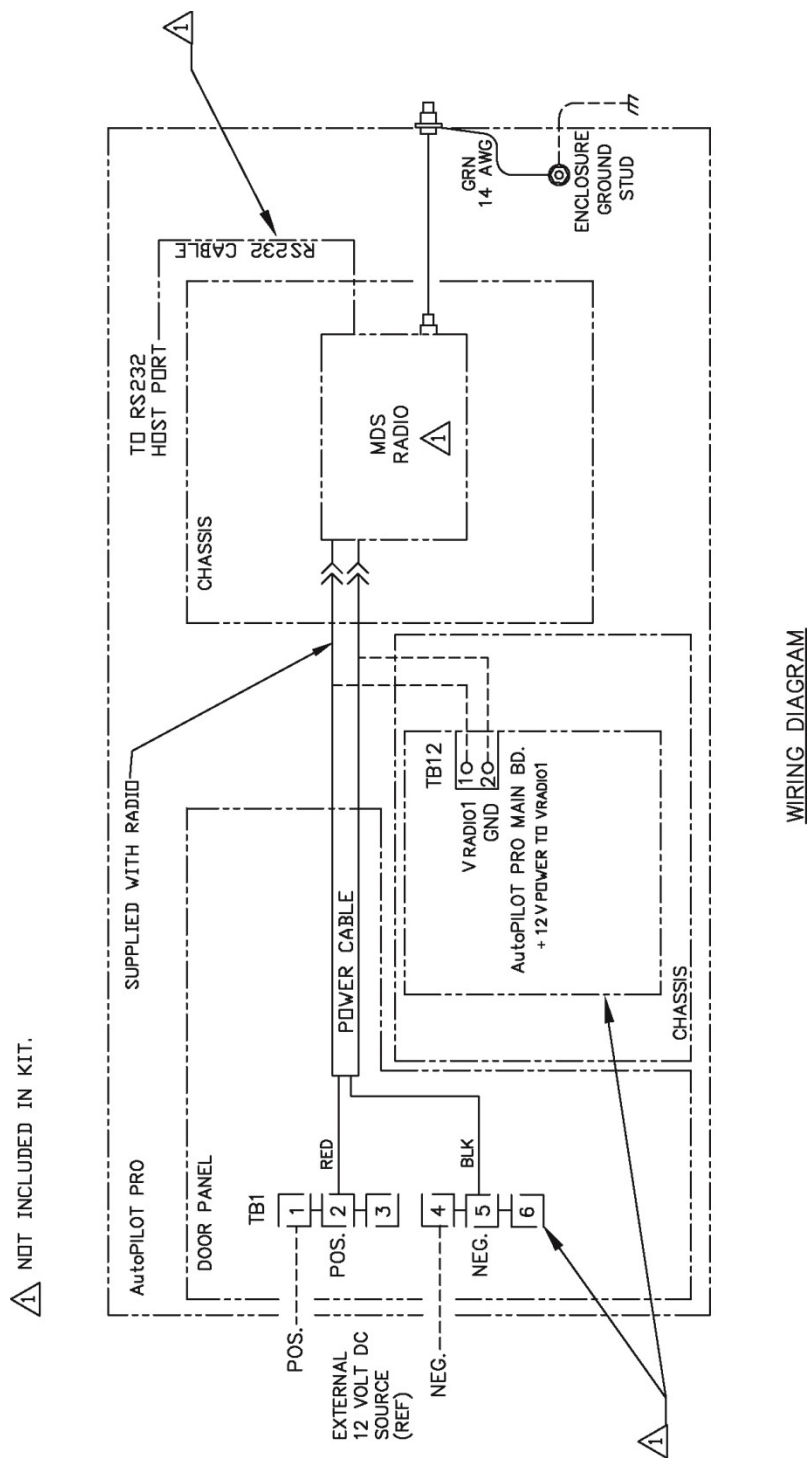 1 NOT INCLUDED IN KIT.
AutoPILOT PRO
SUPPLIED WITH RADIO
TO RS232
HOST PORT
RS232 CABLE
1
DOOR PANEL
CHASSIS
TB1
1
2
3
POS.
POS.
RED
EXTERNAL
12 VOLT DC
SOURCE
(REF)
NEG.
4
5
6
NEG.
BLK
POWER CABLE
MDS
RADIO
1
GRN
14 AWG
ENCLOSURE
GROUND
STUD
TB12
1
2
VRADIO1
GND
AutoPILOT PRO MAIN BD.
+ 12 V POWER TO VRADIO1
CHASSIS
1
WIRING DIAGRAM